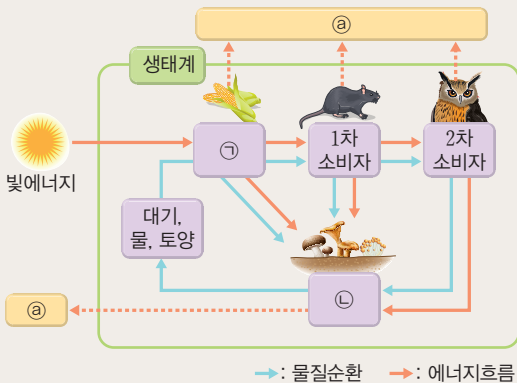 ⓐ
생태계
빛에너지
㉠
1차
소비자
2차
소비자
대기,
물, 토양
ⓐ
㉡
: 물질순환 : 에너지흐름